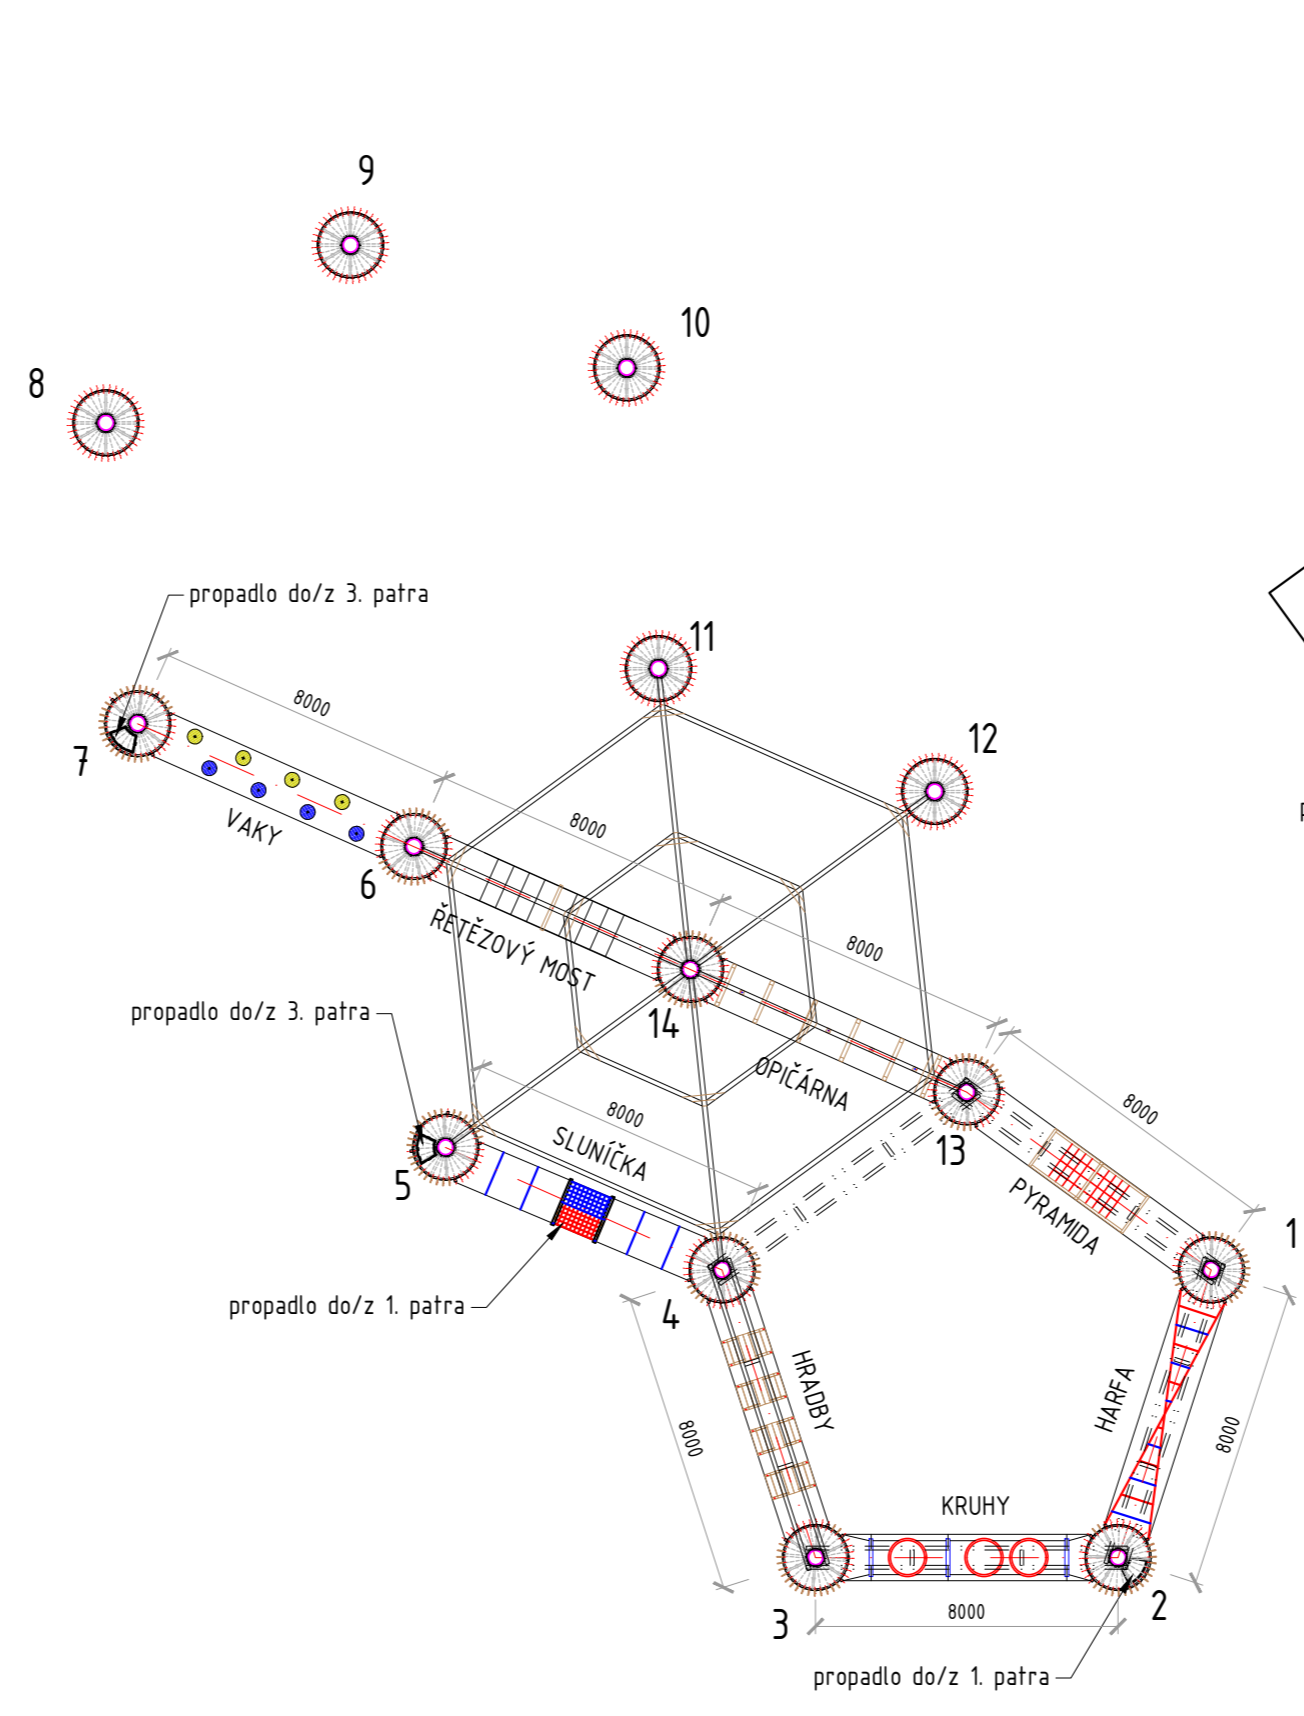 9
10
8
propadlo do/z 3. patra
11
8000
12
7
VAKY
8000
6
ŘETĚZOVÝ MOST
8000
propadlo do/z 3. patra
14
OPIČÁRNA
8000
8000
SLUNÍČKA
13
5
PYRAMIDA
1
propadlo do/z 1. patra
4
HRADBY
HARFA
8000
8000
KRUHY
3
8000
2
propadlo do/z 1. patra